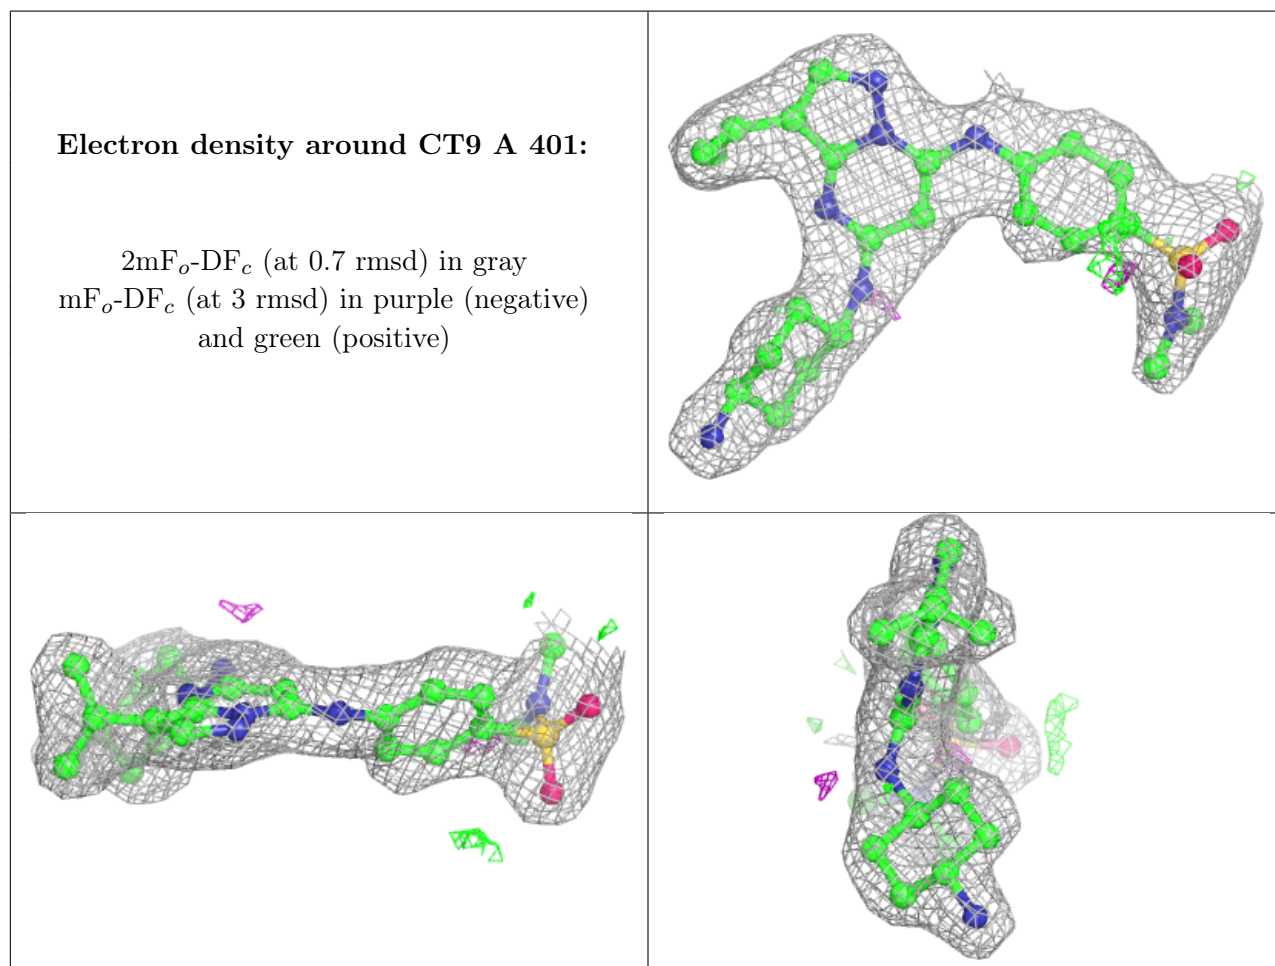 Electron density around CT9 A 401:
2mFo-DFc (at 0.7 rmsd) in gray
mFo-DFc (at 3 rmsd) in purple (negative)
and green (positive)